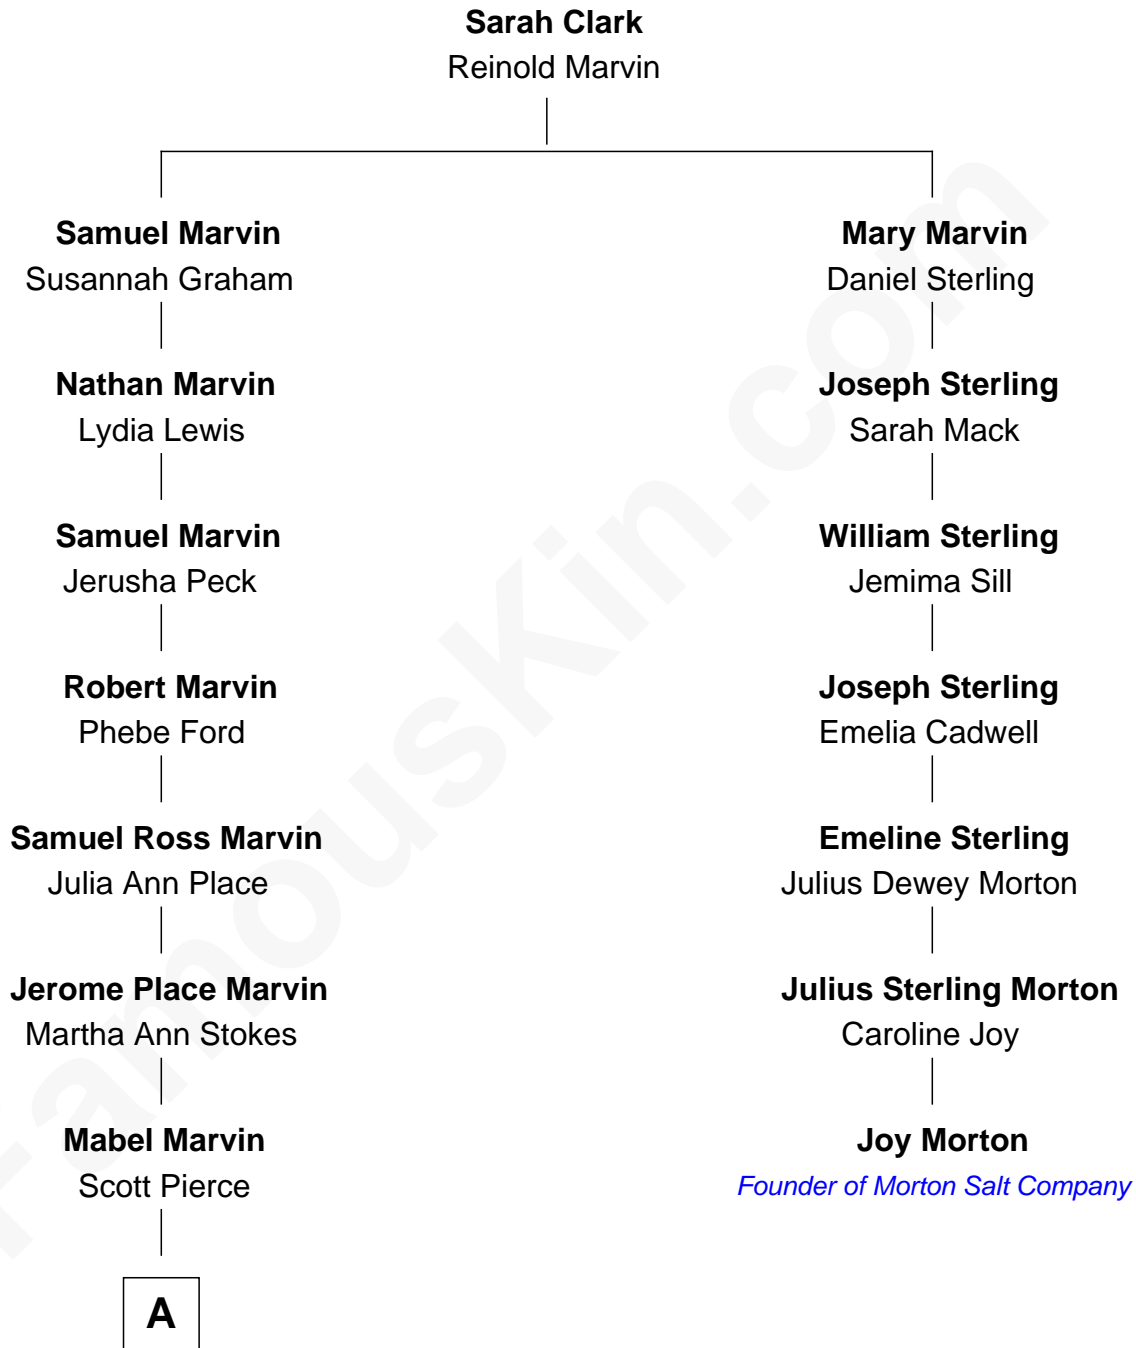 Sarah Clark
Reinold Marvin
Samuel Marvin
Susannah Graham
Nathan Marvin
Lydia Lewis
Samuel Marvin
Jerusha Peck
Robert Marvin
Phebe Ford
Samuel Ross Marvin
Julia Ann Place
Jerome Place Marvin
Martha Ann Stokes
Mabel Marvin
Scott Pierce
A
Mary Marvin
Daniel Sterling
Joseph Sterling
Sarah Mack
William Sterling
Jemima Sill
Joseph Sterling
Emelia Cadwell
Emeline Sterling
Julius Dewey Morton
Julius Sterling Morton
Caroline Joy
Joy Morton
Founder of Morton Salt Company
FamousKin.com